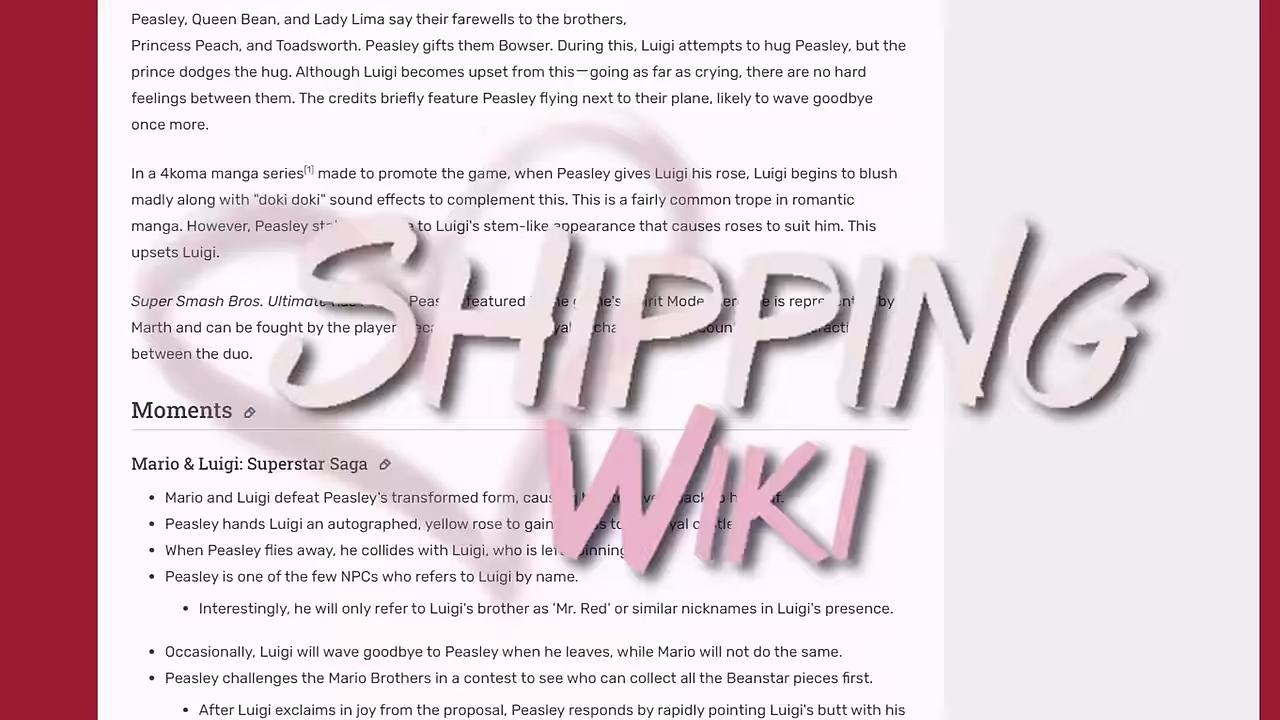 Peasley, Queen Bean, and Lady Lima say their farewells to the brothers,
Princess Peach, and Toadsworth. Peasley gifts them Bowser. During this, Luigi attempts to hug Peasley, but the
prince dodges the hug. Although Luigi becomes upset from this—going as far as crying, there are no hard
feelings between them. The credits briefly feature Peasley flying next to their plane, likely to wave goodbye
once more.
In a 4koma manga series[1] made to promote the game, when Peasley gives Luigi his rose, Luigi begins to blush
madly along with "doki doki" sound effects to complement this. This is a fairly common trope in romantic
manga. However, Peasley to Luigi's stem-like appearance that causes roses to suit him. This
upsets Luigi.
Super Smash Bros. Ultimate featured Mode by
Marth and can be fought by the player
between the duo.
SHIPPING
WIKI
Moments
Mario & Luigi: Superstar Saga
• Mario and Luigi defeat Peasley's transformed form,
• Peasley hands Luigi an autographed, yellow rose to gain
• When Peasley flies away, he collides with Luigi, who is
• Peasley is one of the few NPCs who refers to Luigi by name.
• Interestingly, he will only refer to Luigi's brother as 'Mr. Red' or similar nicknames in Luigi's presence.
• Occasionally, Luigi will wave goodbye to Peasley when he leaves, while Mario will not do the same.
• Peasley challenges the Mario Brothers in a contest to see who can collect all the Beanstar pieces first.
• After Luigi exclaims in joy from the proposal, Peasley responds by rapidly pointing Luigi's butt with his